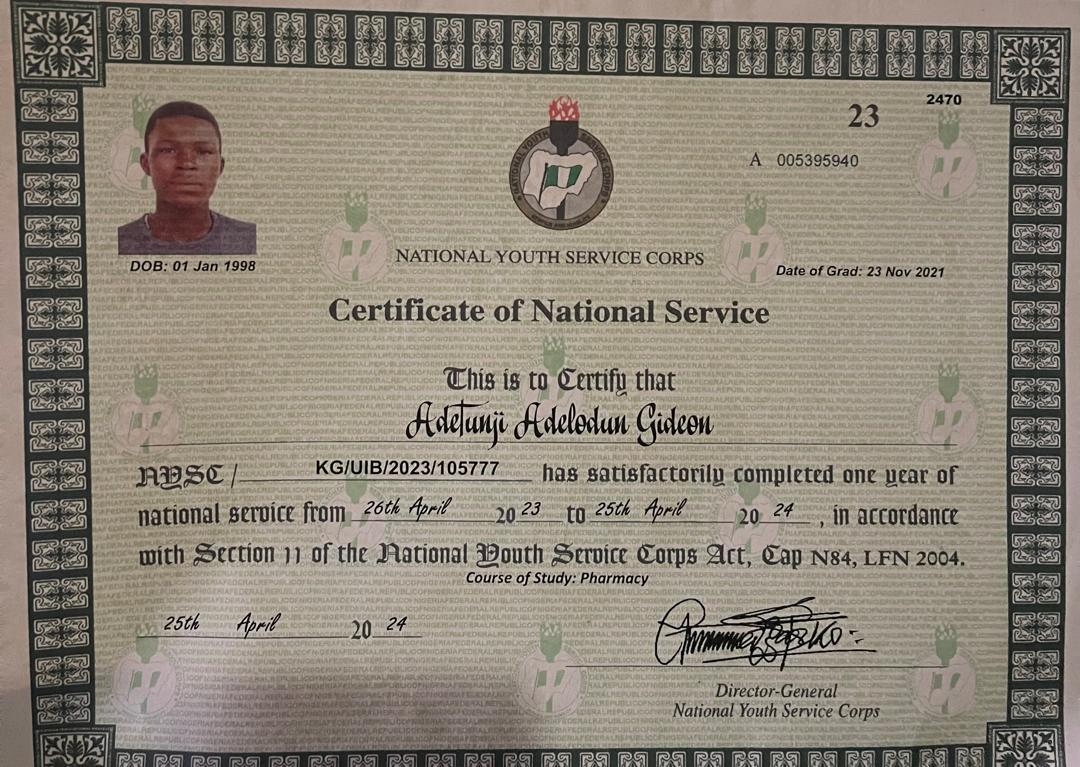 2470
23
A 005395940
NATIONAL YOUTH SERVICE CORPS
DOB: 01 Jan 1998
NATIONAL YOUTH SERVICE CORPS
Date of Grad: 23 Nov 2021
Certificate of National Service
This is to Certify that
Adetunji Adelodun Gideon
NYSC / KG/UIB/2023/105777 has satisfactorily completed one year of
national service from 26th April 20 23 to 25th April 20 24 , in accordance
with Section 11 of the National Youth Service Corps Act, Cap N84, LFN 2004.
Course of Study: Pharmacy
25th April 20 24
Director-General
National Youth Service Corps